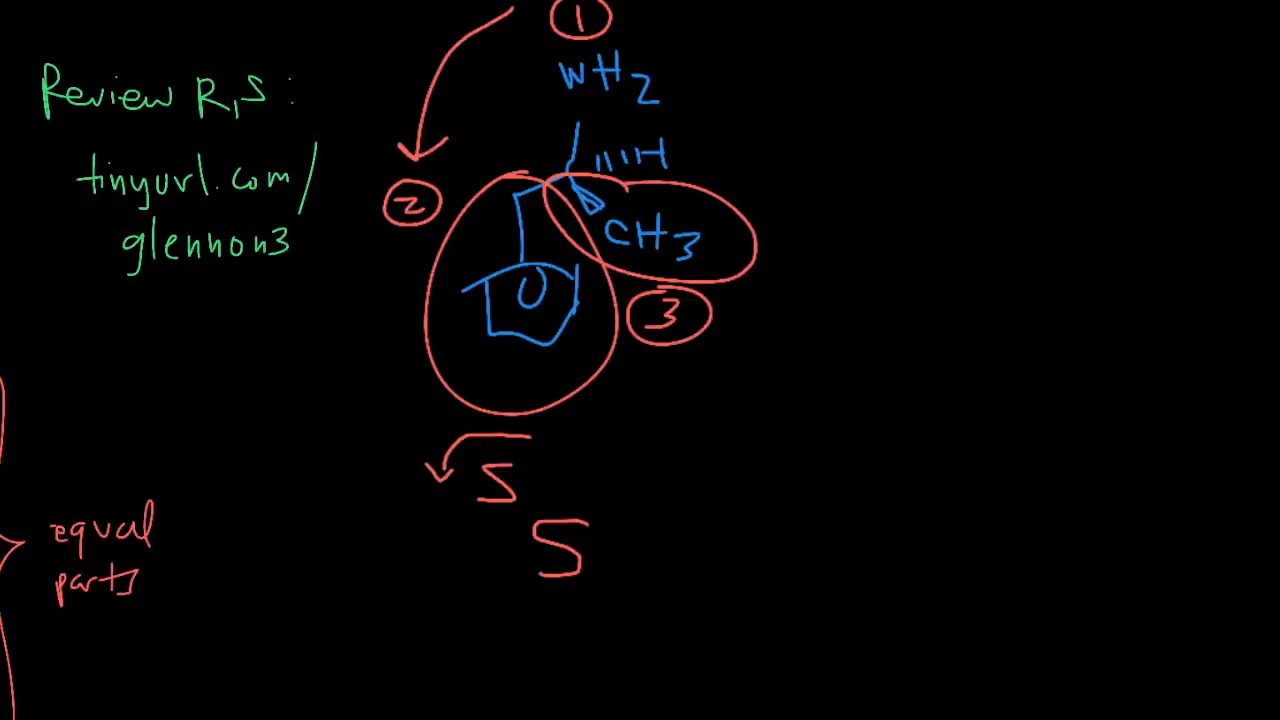 Review R,S:
tinyurl.com/
glennon3
1
NH2
H
2
CH3
3
S
S
equal
parts